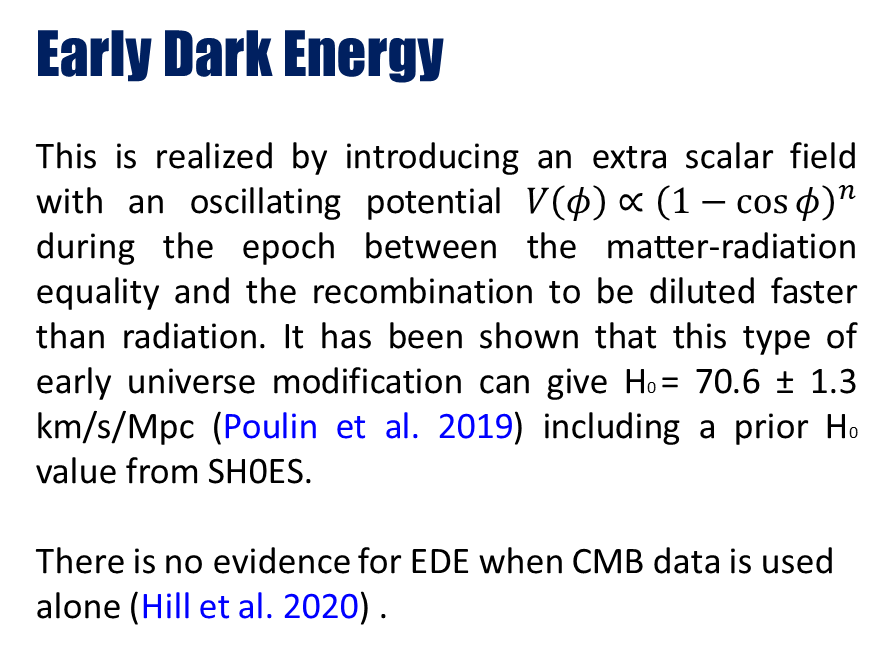 Early Dark Energy
This is realized by introducing an extra scalar field
with an oscillating potential V(ϕ) ∝ (1 − cos ϕ)ⁿ
during the epoch between the matter-radiation
equality and the recombination to be diluted faster
than radiation. It has been shown that this type of
early universe modification can give H₀ = 70.6 ± 1.3
km/s/Mpc (Poulin et al. 2019) including a prior H₀
value from SH0ES.
There is no evidence for EDE when CMB data is used
alone (Hill et al. 2020) .